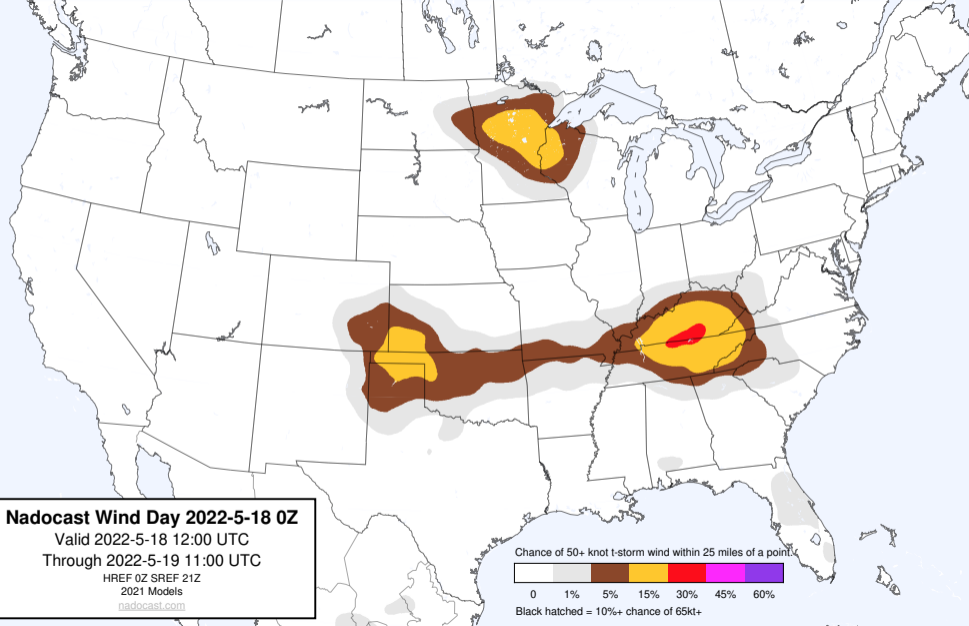 Nadocast Wind Day 2022-5-18 0Z
Valid 2022-5-18 12:00 UTC
Through 2022-5-19 11:00 UTC
HREF 0Z SREF 21Z
2021 Models
nadocast.com
Chance of 50+ knot t-storm wind within 25 miles of a point.
0 1% 5% 15% 30% 45% 60%
Black hatched = 10%+ chance of 65kt+